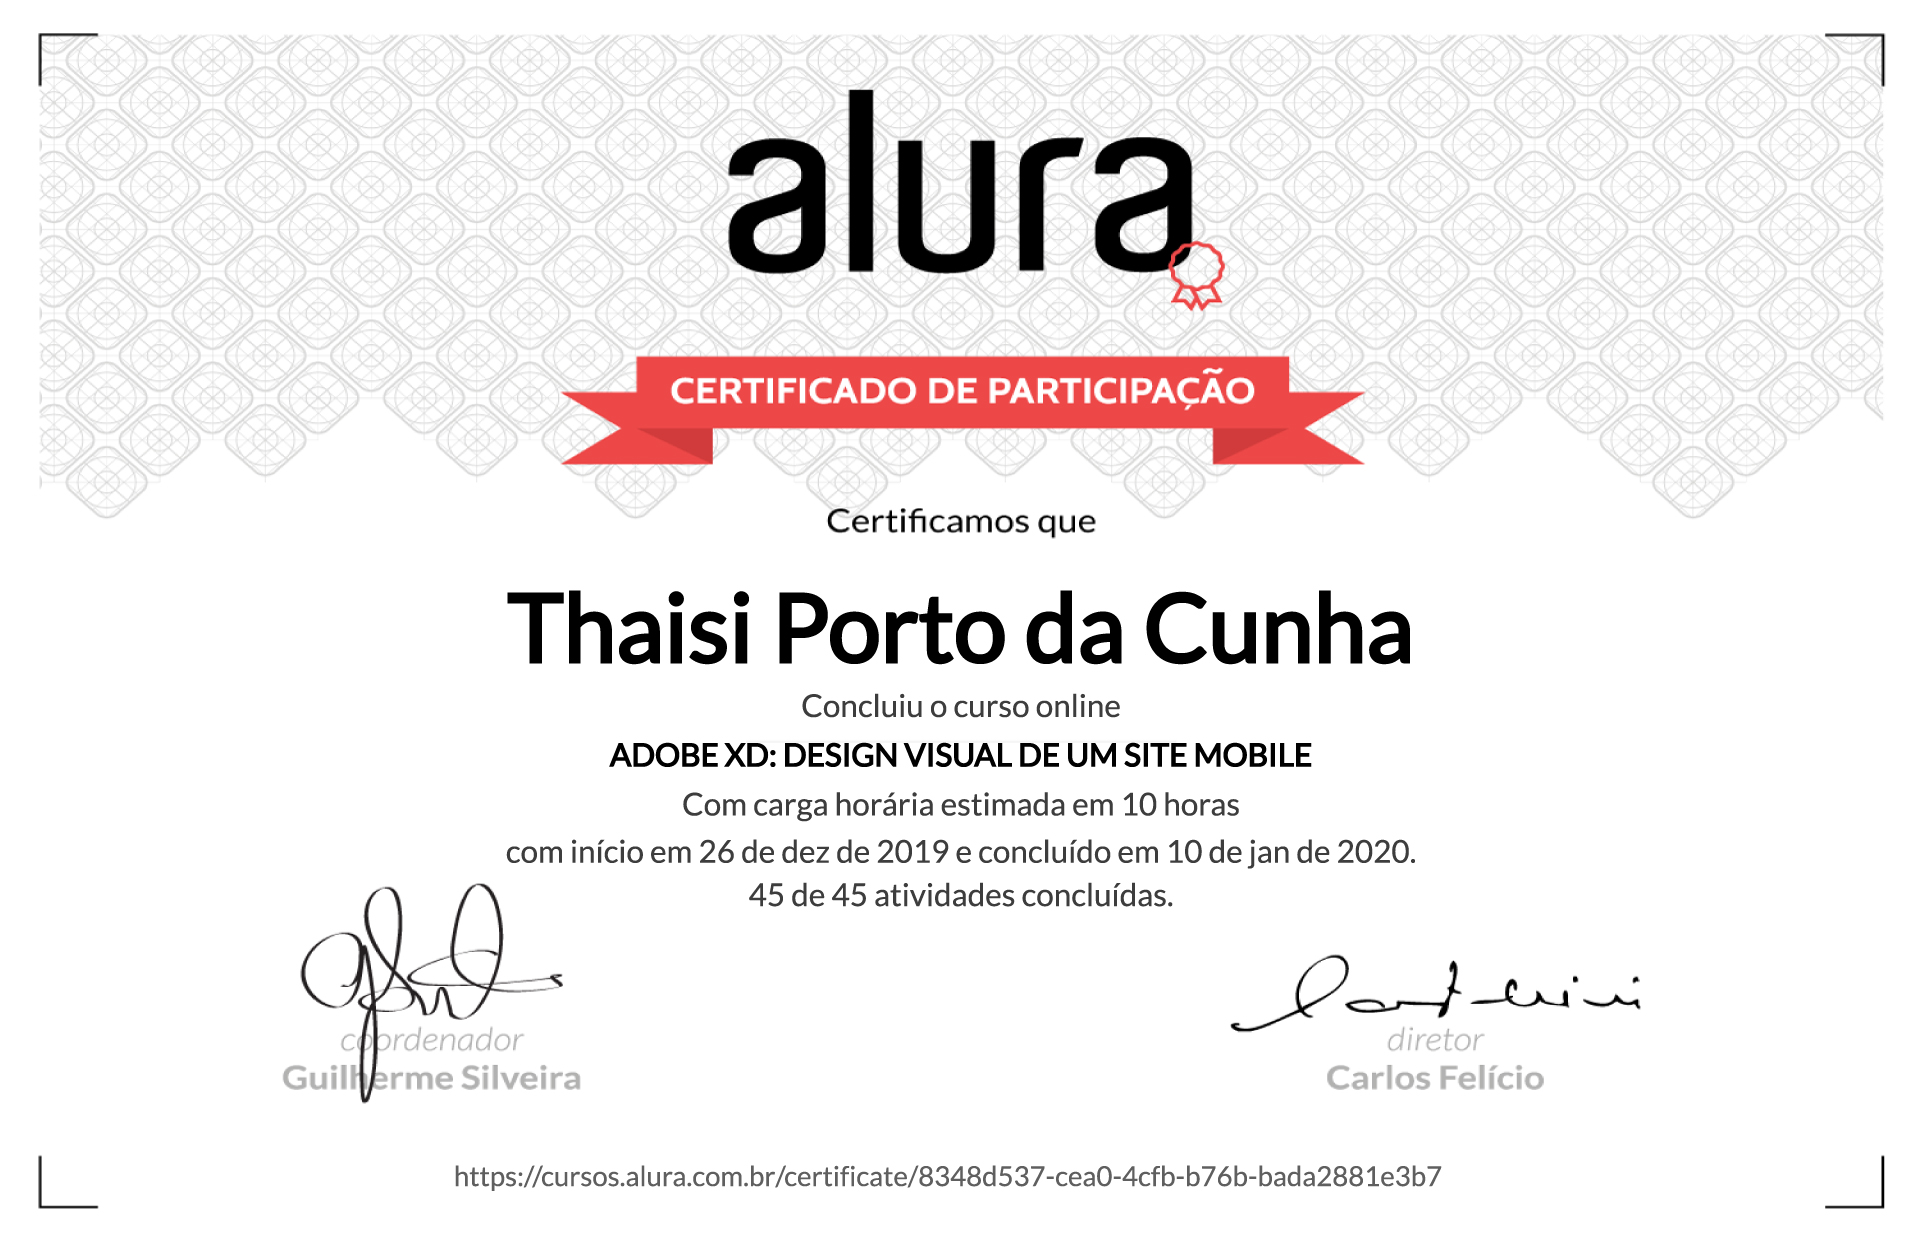 alura
CERTIFICADO DE PARTICIPAÇÃO
Certificamos que
Thaisi Porto da Cunha
Concluiu o curso online
ADOBE XD: DESIGN VISUAL DE UM SITE MOBILE
Com carga horária estimada em 10 horas
com início em 26 de dez de 2019 e concluído em 10 de jan de 2020.
45 de 45 atividades concluídas.
coordenador
Guilherme Silveira
diretor
Carlos Felício
https://cursos.alura.com.br/certificate/8348d537-cea0-4cfb-b76b-bada2881e3b7